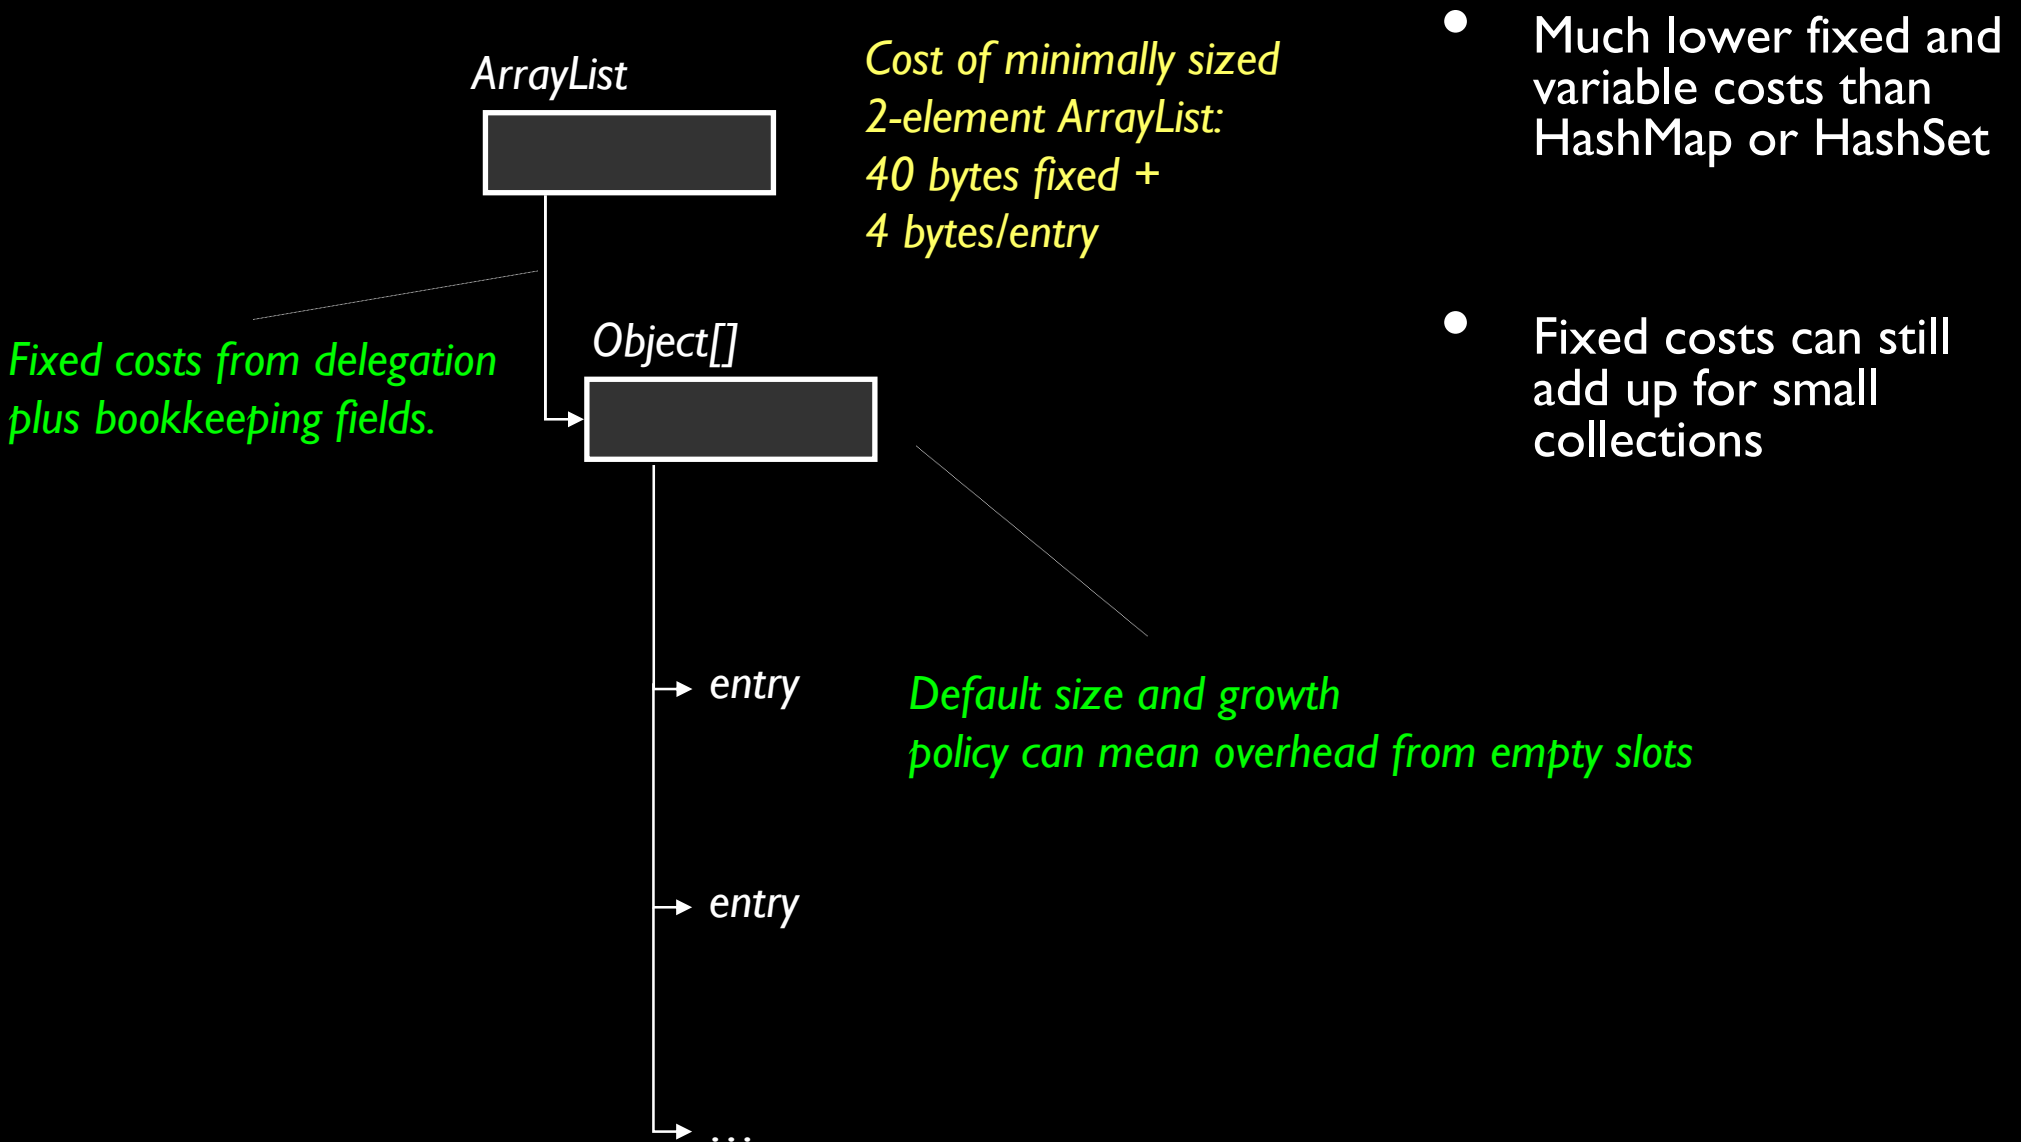 ArrayList
Cost of minimally sized
2-element ArrayList:
40 bytes fixed +
4 bytes/entry
Fixed costs from delegation
plus bookkeeping fields.
Object[]
entry
Default size and growth
policy can mean overhead from empty slots
entry
...
• Much lower fixed and
variable costs than
HashMap or HashSet
• Fixed costs can still
add up for small
collections